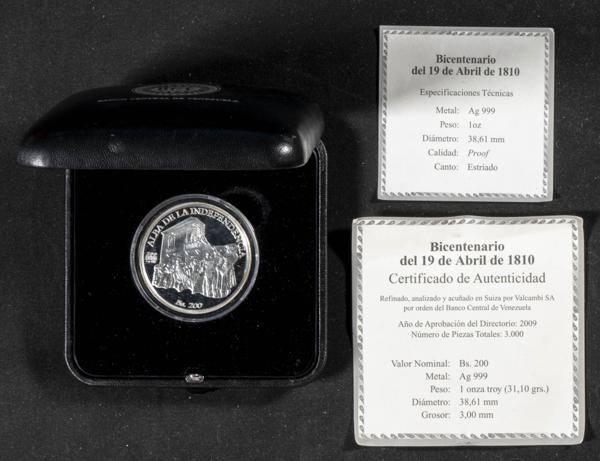 BANCO CENTRAL DE VENEZUELA
ALBA DE LA INDEPENDENCIA
Bs. 200
Bicentenario
del 19 de Abril de 1810
Especificaciones Técnicas
Metal: Ag 999
Peso: 1oz
Diámetro: 38,61 mm
Calidad: Proof
Canto: Estriado
Bicentenario
del 19 de Abril de 1810
Certificado de Autenticidad
Refinado, analizado y acuñado en Suiza por Valcambi SA
por orden del Banco Central de Venezuela
Año de Aprobación del Directorio: 2009
Número de Piezas Totales: 3.000
Valor Nominal: Bs. 200
Metal: Ag 999
Peso: 1 onza troy (31,10 grs.)
Diámetro: 38,61 mm
Grosor: 3,00 mm